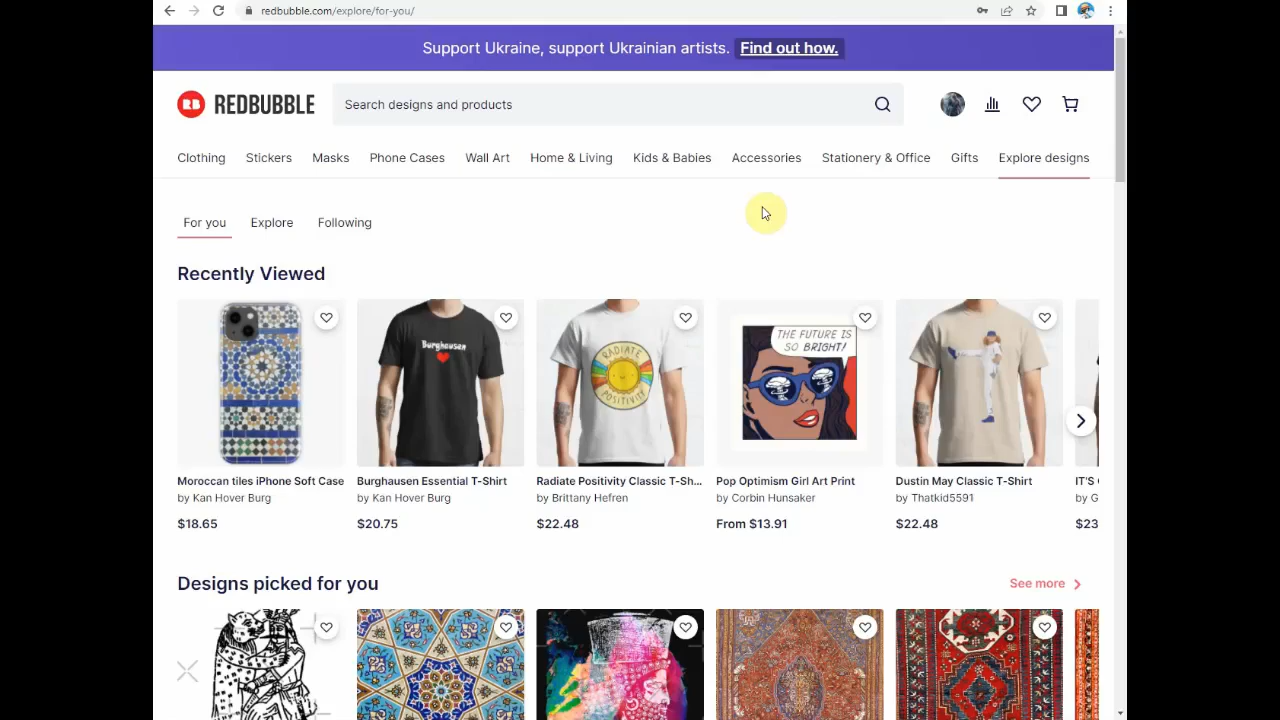 redbubble.com/explore/for-you/
Support Ukraine, support Ukrainian artists. Find out how.
RB REDBUBBLE
Search designs and products
Clothing Stickers Masks Phone Cases Wall Art Home & Living Kids & Babies Accessories Stationery & Office Gifts Explore designs
For you Explore Following
Recently Viewed
Burghausen
RADIATE
POSITIVITY
THE FUTURE IS
SO BRIGHT!
Moroccan tiles iPhone Soft Case Burghausen Essential T-Shirt Radiate Positivity Classic T-Sh... Pop Optimism Girl Art Print Dustin May Classic T-Shirt IT'S
by Kan Hover Burg by Kan Hover Burg by Brittany Hefren by Corbin Hunsaker by Thatkid5591 by G
$18.65 $20.75 $22.48 From $13.91 $22.48 $23
Designs picked for you See more